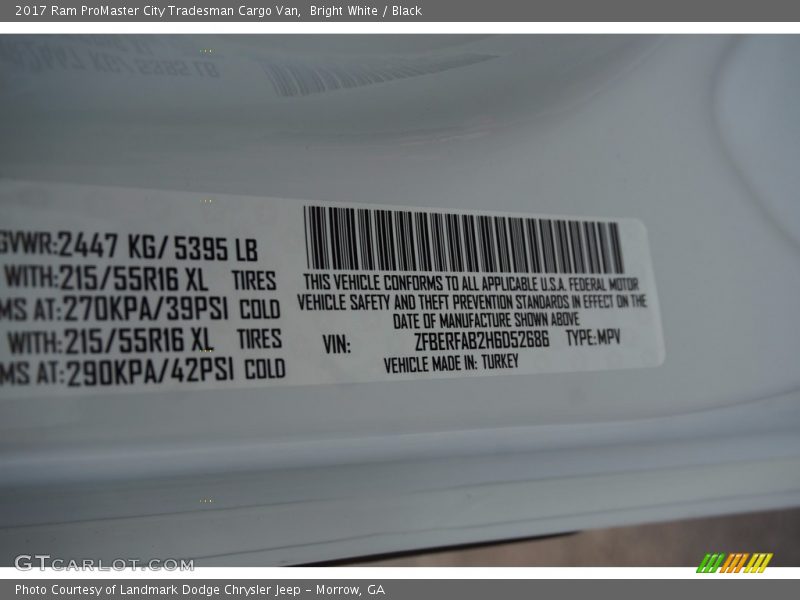 2017 Ram ProMaster City Tradesman Cargo Van,  Bright White / Black
GVWR:2447 KG/ 5395 LB
WITH:215/55R16 XL TIRES
MS AT:270KPA/39PSI COLD
WITH:215/55R16 XL TIRES
MS AT:290KPA/42PSI COLD
THIS VEHICLE CONFORMS TO ALL APPLICABLE U.S.A. FEDERAL MOTOR
VEHICLE SAFETY AND THEFT PREVENTION STANDARDS IN EFFECT ON THE
DATE OF MANUFACTURE SHOWN ABOVE
VIN: ZFBERFAB2H6D52686 TYPE:MPV
VEHICLE MADE IN: TURKEY
GTCARLOT.COM
Photo Courtesy of Landmark Dodge Chrysler Jeep - Morrow, GA